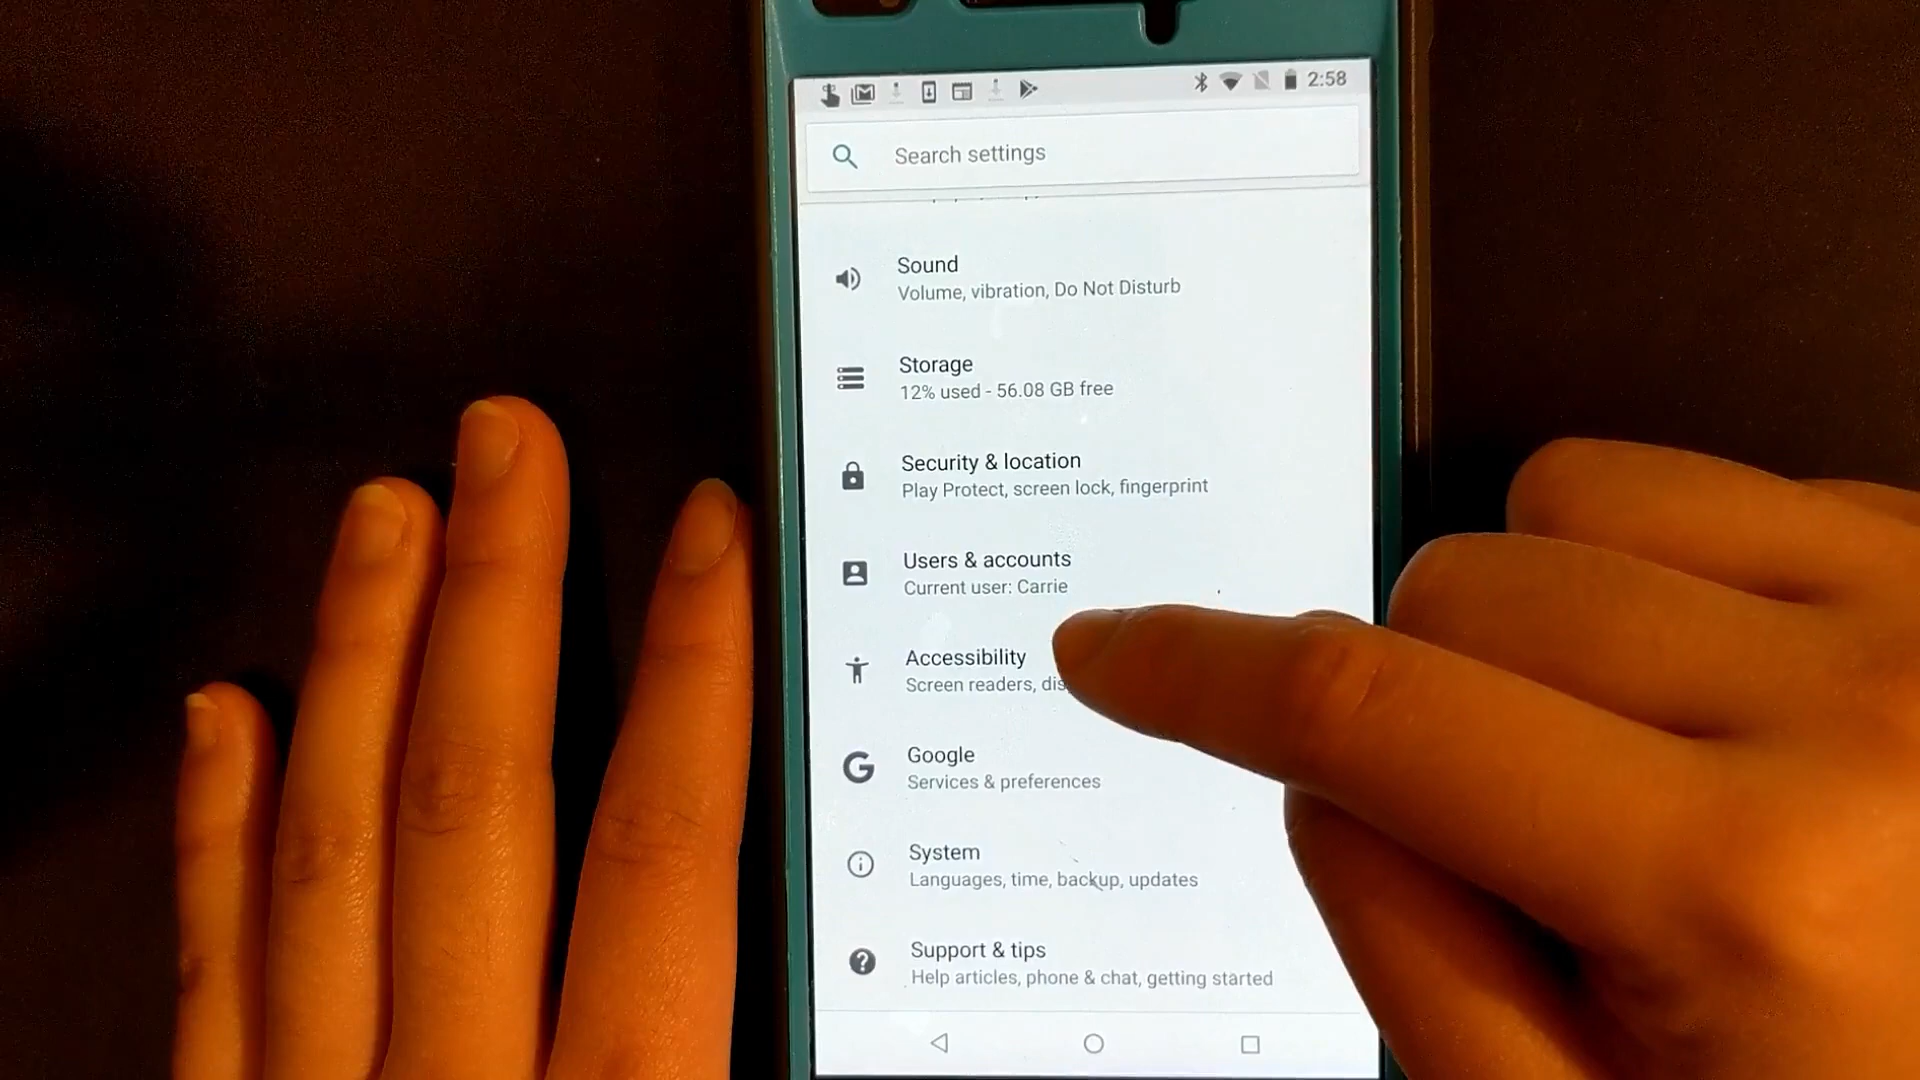 2:58
Search settings
Sound
Volume, vibration, Do Not Disturb
Storage
12% used - 56.08 GB free
Security & location
Play Protect, screen lock, fingerprint
Users & accounts
Current user: Carrie
Accessibility
Screen readers,
Google
Services & preferences
System
Languages, time, backup, updates
Support & tips
Help articles, phone & chat, getting started